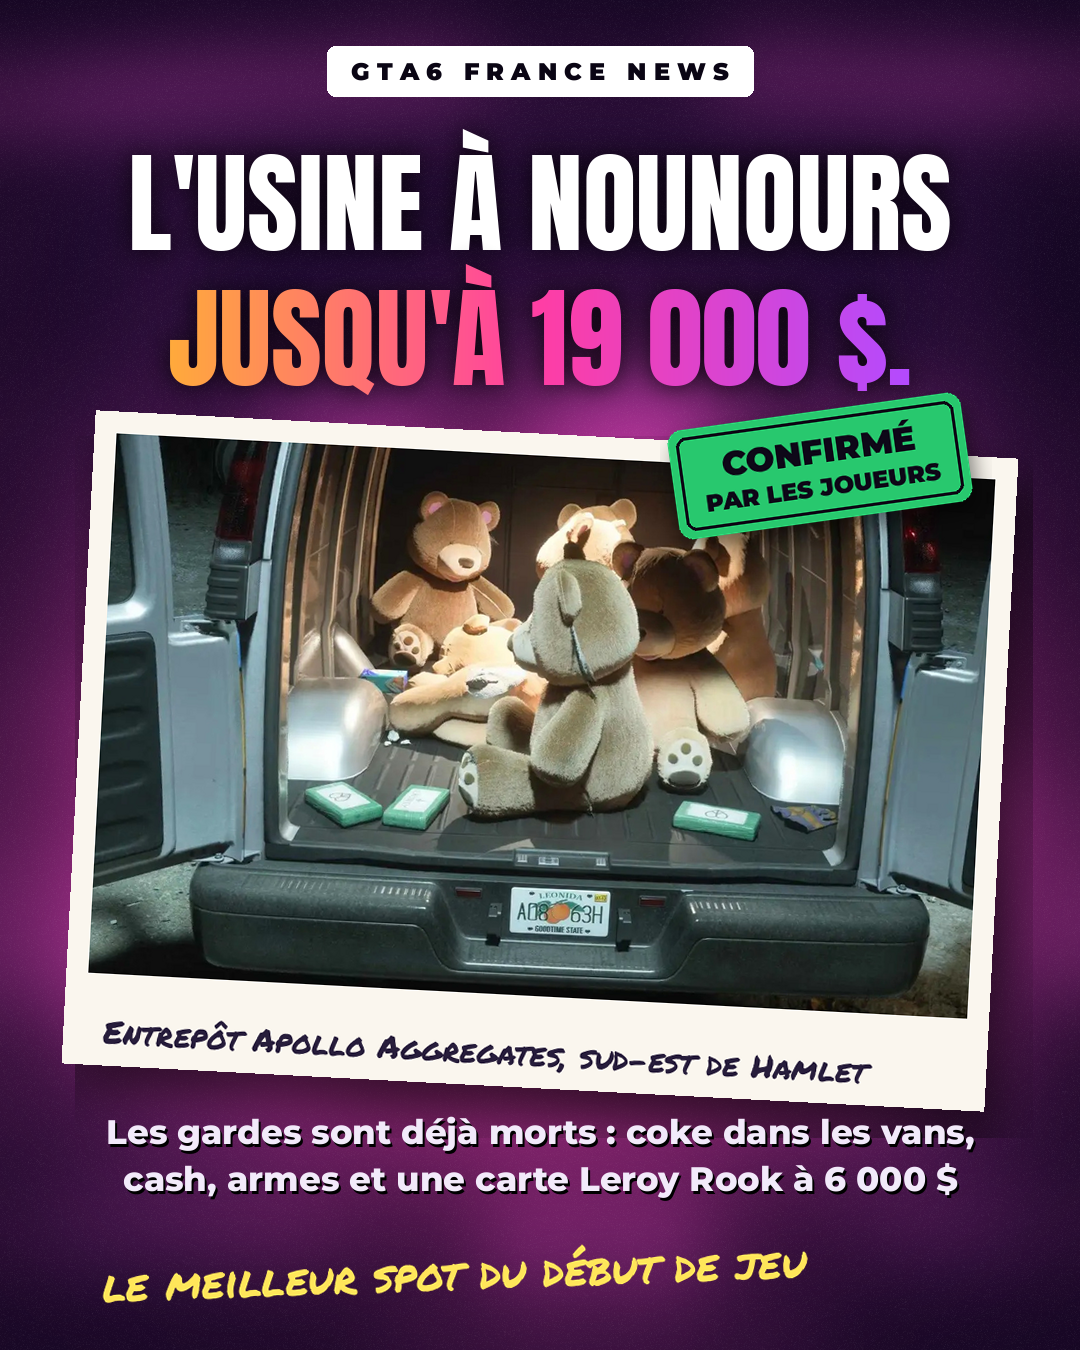 GTA6 FRANCE NEWS
L'USINE À NOUNOURS
JUSQU'À 19 000 $.
CONFIRMÉ
PAR LES JOUEURS
LEONIDA
GOODTIME STATE
Entrepôt Apollo Aggregates, sud-est de Hamlet
Les gardes sont déjà morts : coke dans les vans,
cash, armes et une carte Leroy Rook à 6 000 $
le meilleur spot du début de jeu